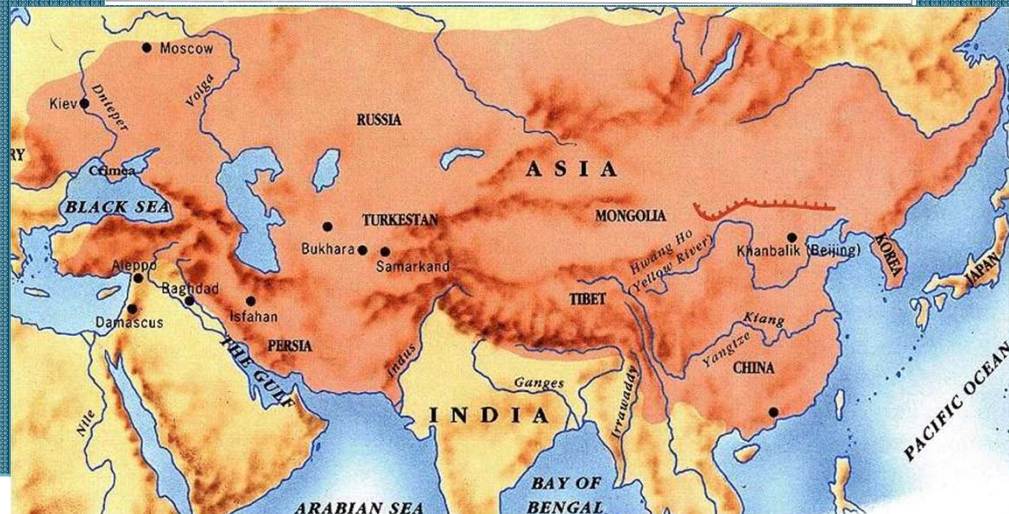 Moscow
Volga
Kiev
Dnieper
RUSSIA
RY
Crimea
ASIA
BLACK SEA
TURKESTAN
MONGOLIA
Bukhara
Samarkand
Hwang Ho
(Yellow River)
Khanbalik (Beijing)
KOREA
JAPAN
Aleppo
Baghdad
Isfahan
Damascus
TIBET
PERSIA
THE GULF
Indus
Kiang
Yangtze
CHINA
Ganges
Irrawaddy
INDIA
Nile
PACIFIC OCEAN
BAY OF
BENGAL
ARABIAN SEA